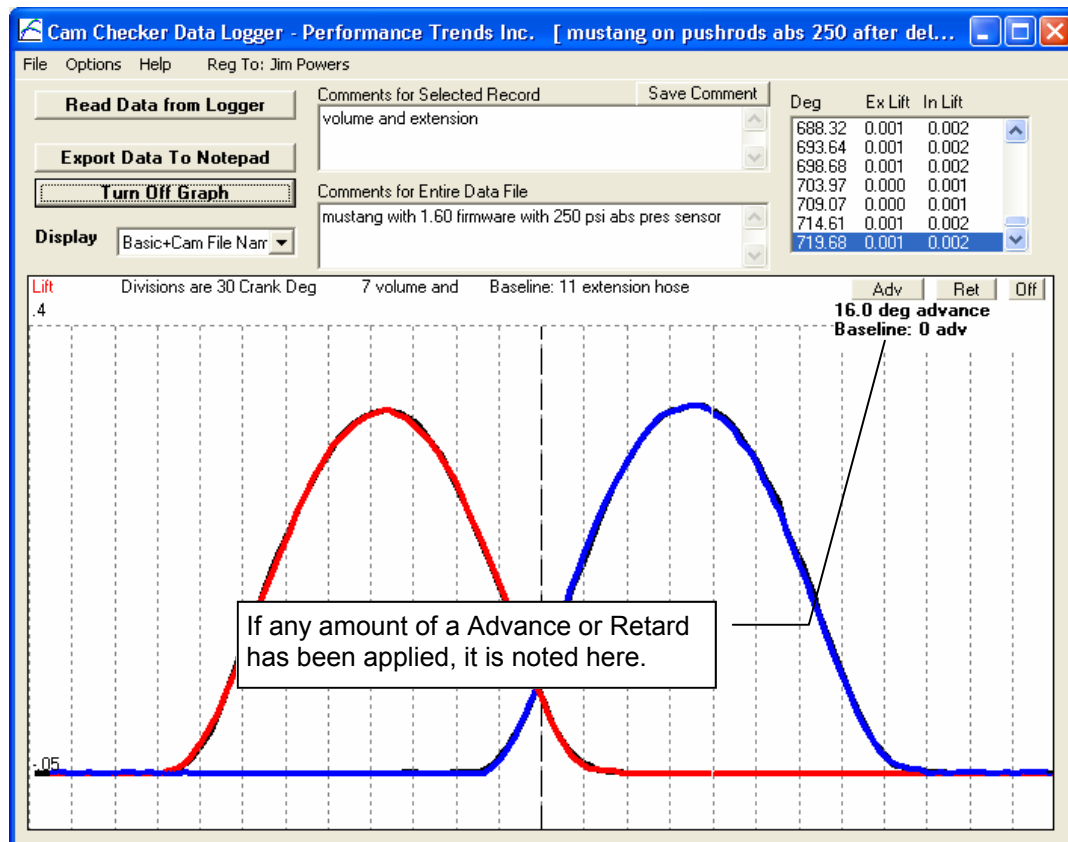 Cam Checker Data Logger - Performance Trends Inc. [ mustang on pushrods abs 250 after del...
File Options Help Reg To: Jim Powers
Read Data from Logger
Export Data To Notepad
Turn Off Graph
Display Basic+Cam File Nam
Comments for Selected Record Save Comment
volume and extension
Comments for Entire Data File
mustang with 1.60 firmware with 250 psi abs pres sensor
Deg Ex Lift In Lift
688.32 0.001 0.002
693.64 0.001 0.002
698.68 0.001 0.002
703.97 0.000 0.001
709.07 0.000 0.001
714.61 0.001 0.002
719.68 0.001 0.002
Lift Divisions are 30 Crank Deg 7 volume and Baseline: 11 extension hose Adv Ret Off
.4
16.0 deg advance
Baseline: 0 adv
If any amount of a Advance or Retard
has been applied, it is noted here.
-.05